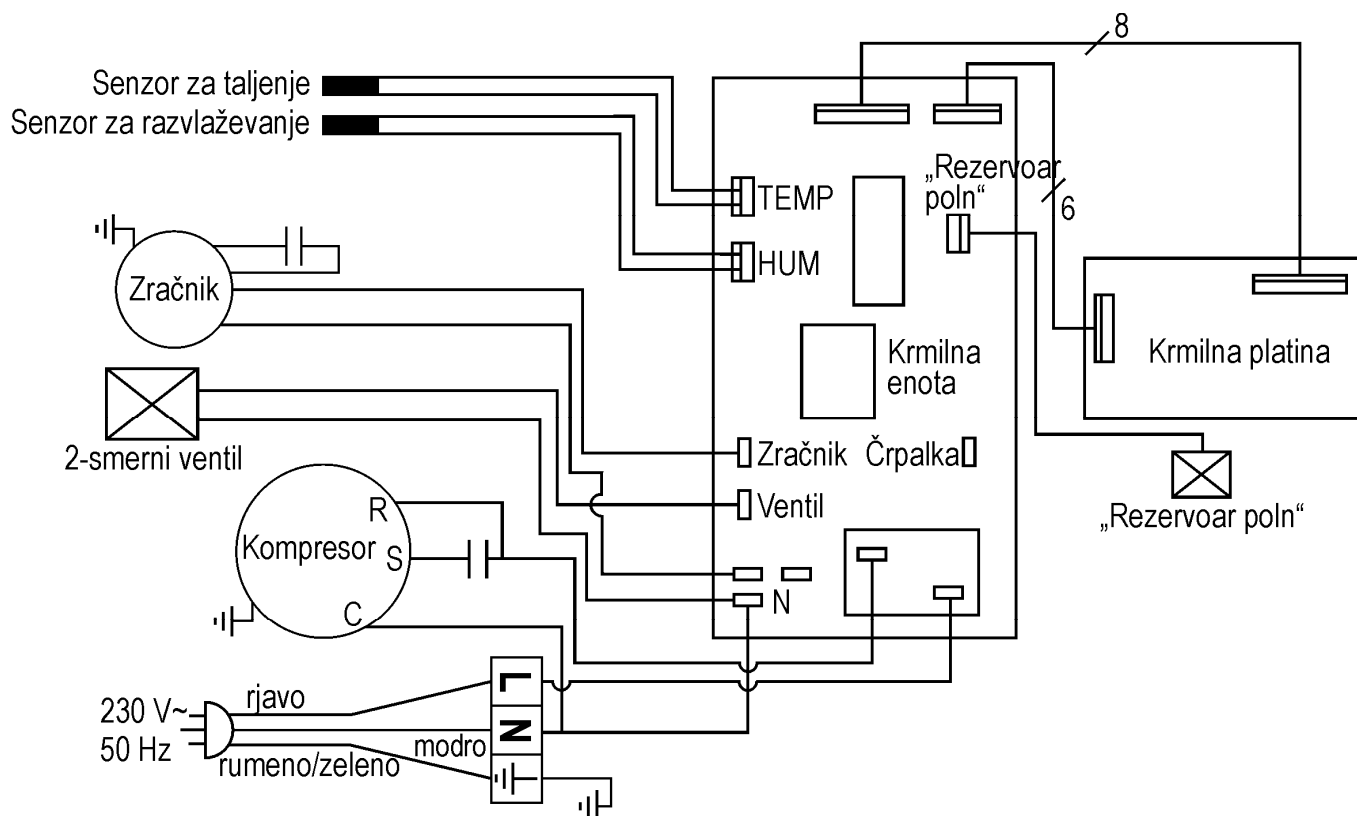 8
Senzor za taljenje
Senzor za razvlaževanje
„Rezervoar
poln“
TEMP
6
HUM
Zračnik
Krmilna
enota
Krmilna platina
2-smerni ventil
Zračnik
Črpalka
Ventil
„Rezervoar poln“
R
Kompresor
S
C
N
230 V~
50 Hz
rjavo
L
N
modro
rumeno/zeleno